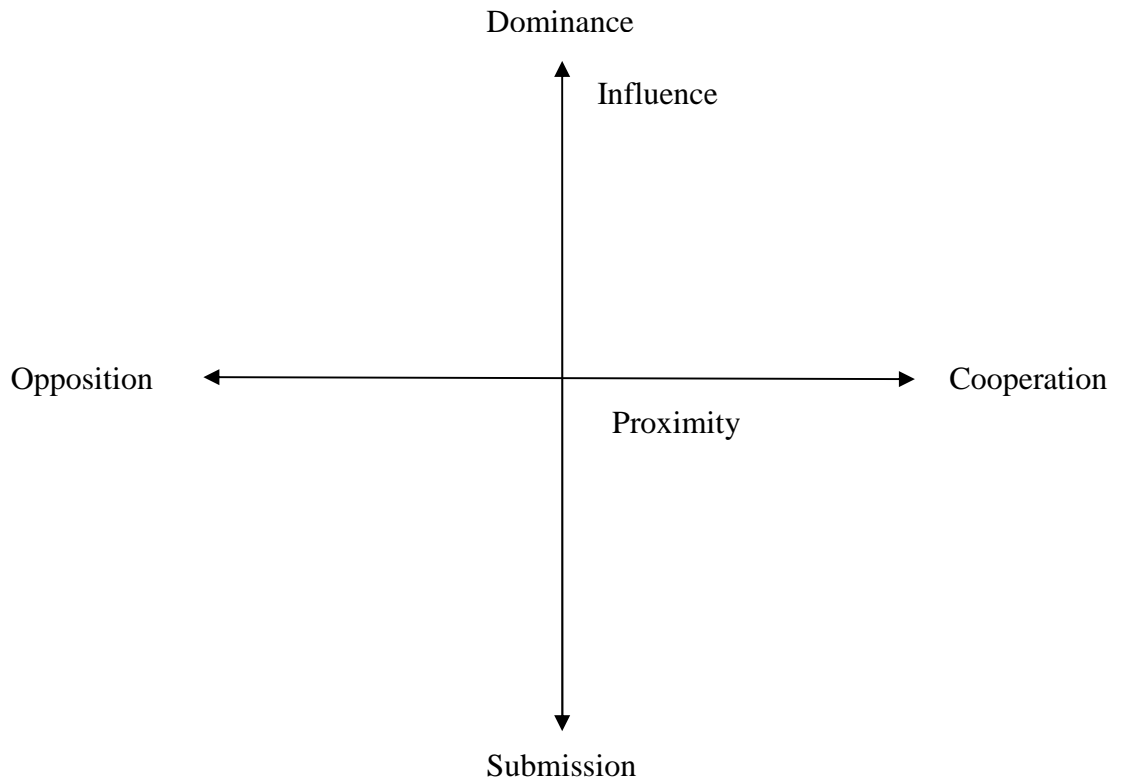 Dominance
Influence
Opposition
Cooperation
Proximity
Submission